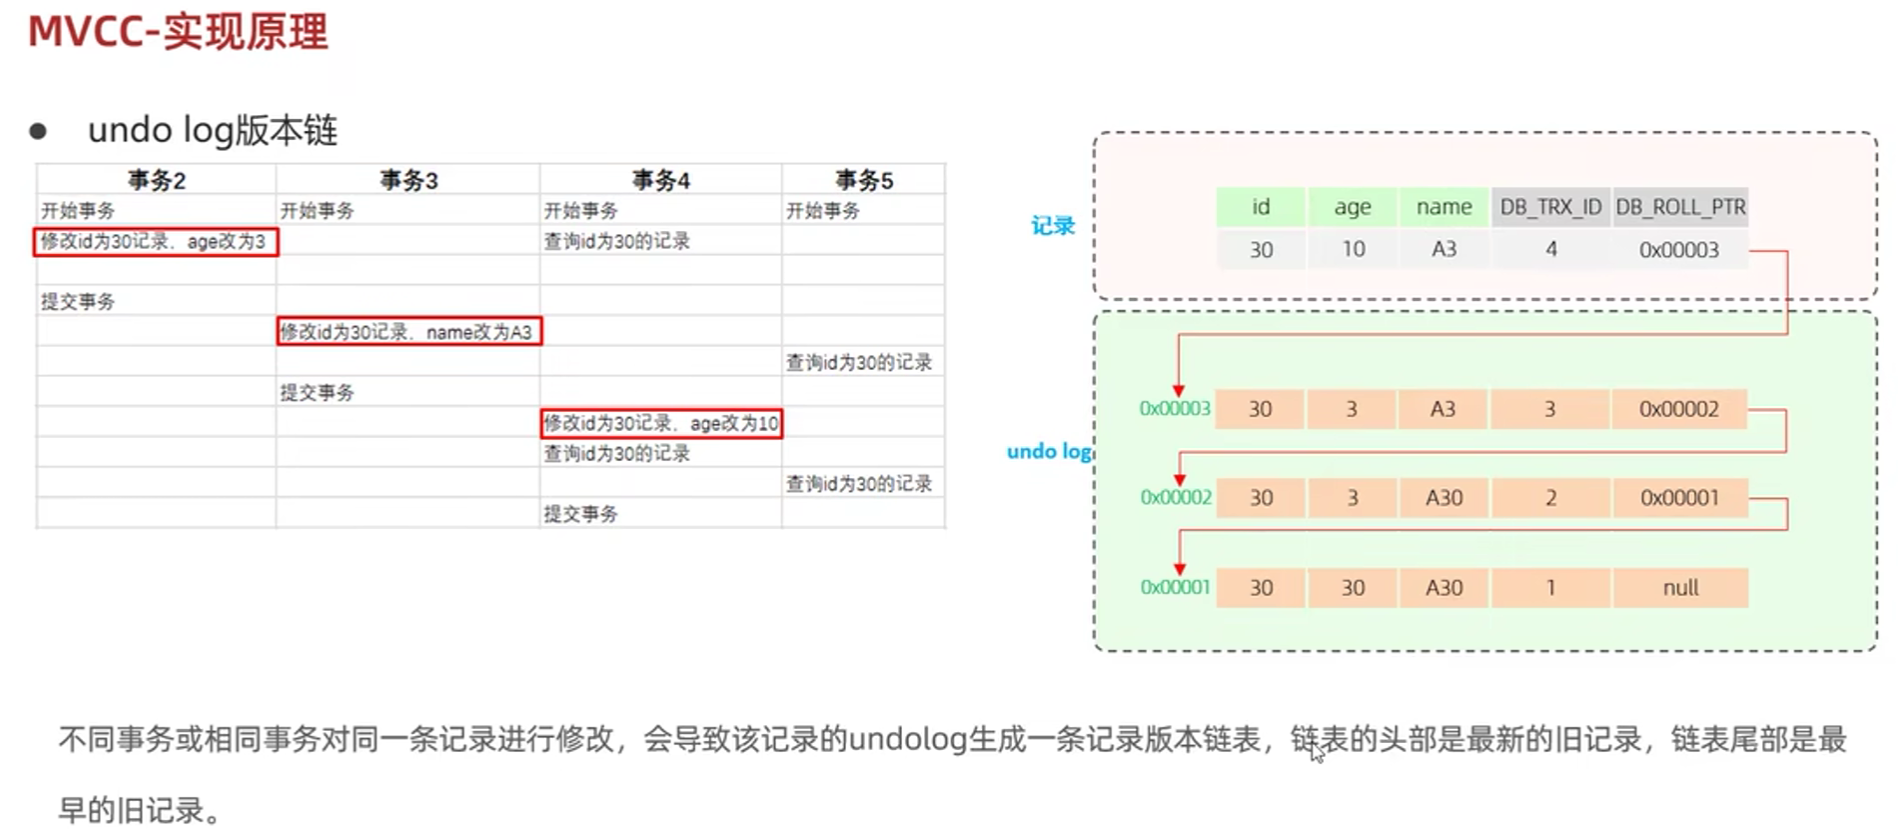 MVCC-实现原理
● undo log版本链
事务2 事务3 事务4 事务5
开始事务 开始事务 开始事务 开始事务
修改id为30记录，age改为3 查询id为30的记录
提交事务
修改id为30记录，name改为A3
查询id为30的记录
提交事务
修改id为30记录，age改为10
查询id为30的记录
查询id为30的记录
提交事务
记录
id age name DB_TRX_ID DB_ROLL_PTR
30 10 A3 4 0x00003
undo log
0x00003 30 3 A3 3 0x00002
0x00002 30 3 A30 2 0x00001
0x00001 30 30 A30 1 null
不同事务或相同事务对同一条记录进行修改，会导致该记录的undolog生成一条记录版本链表，链表的头部是最新的旧记录，链表尾部是最
早的旧记录。